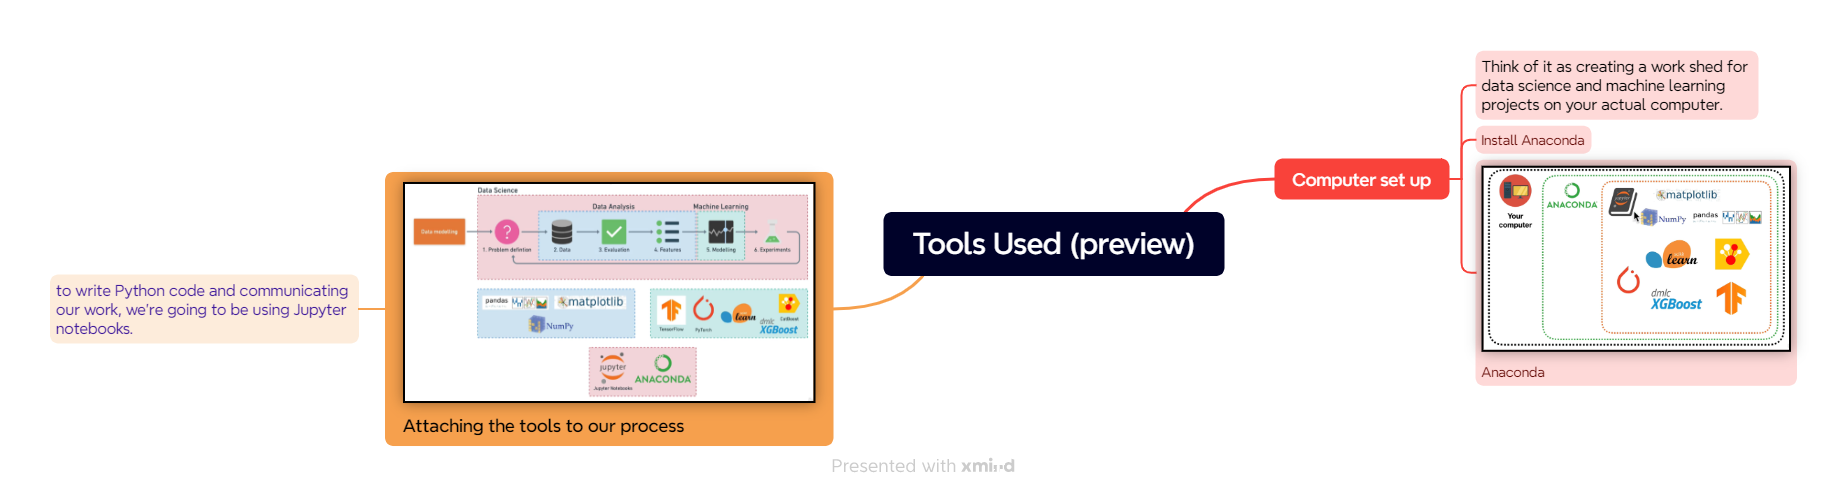 Tools Used (preview)
Computer set up
Think of it as creating a work shed for
data science and machine learning
projects on your actual computer.
Install Anaconda
Your
computer
ANACONDA
jupyter
matplotlib
NumPy
pandas
learn
dmlc
XGBoost
Anaconda
Data Science
Data Analysis
Machine Learning
Data modelling
1. Problem defintion
2. Data
3. Evaluation
4. Features
5. Modelling
6. Experiments
pandas
matplotlib
NumPy
TensorFlow
PyTorch
learn
dmlc
XGBoost
CatBoost
jupyter
Jupyter Notebooks
ANACONDA
Attaching the tools to our process
to write Python code and communicating
our work, we're going to be using Jupyter
notebooks.
Presented with xmind